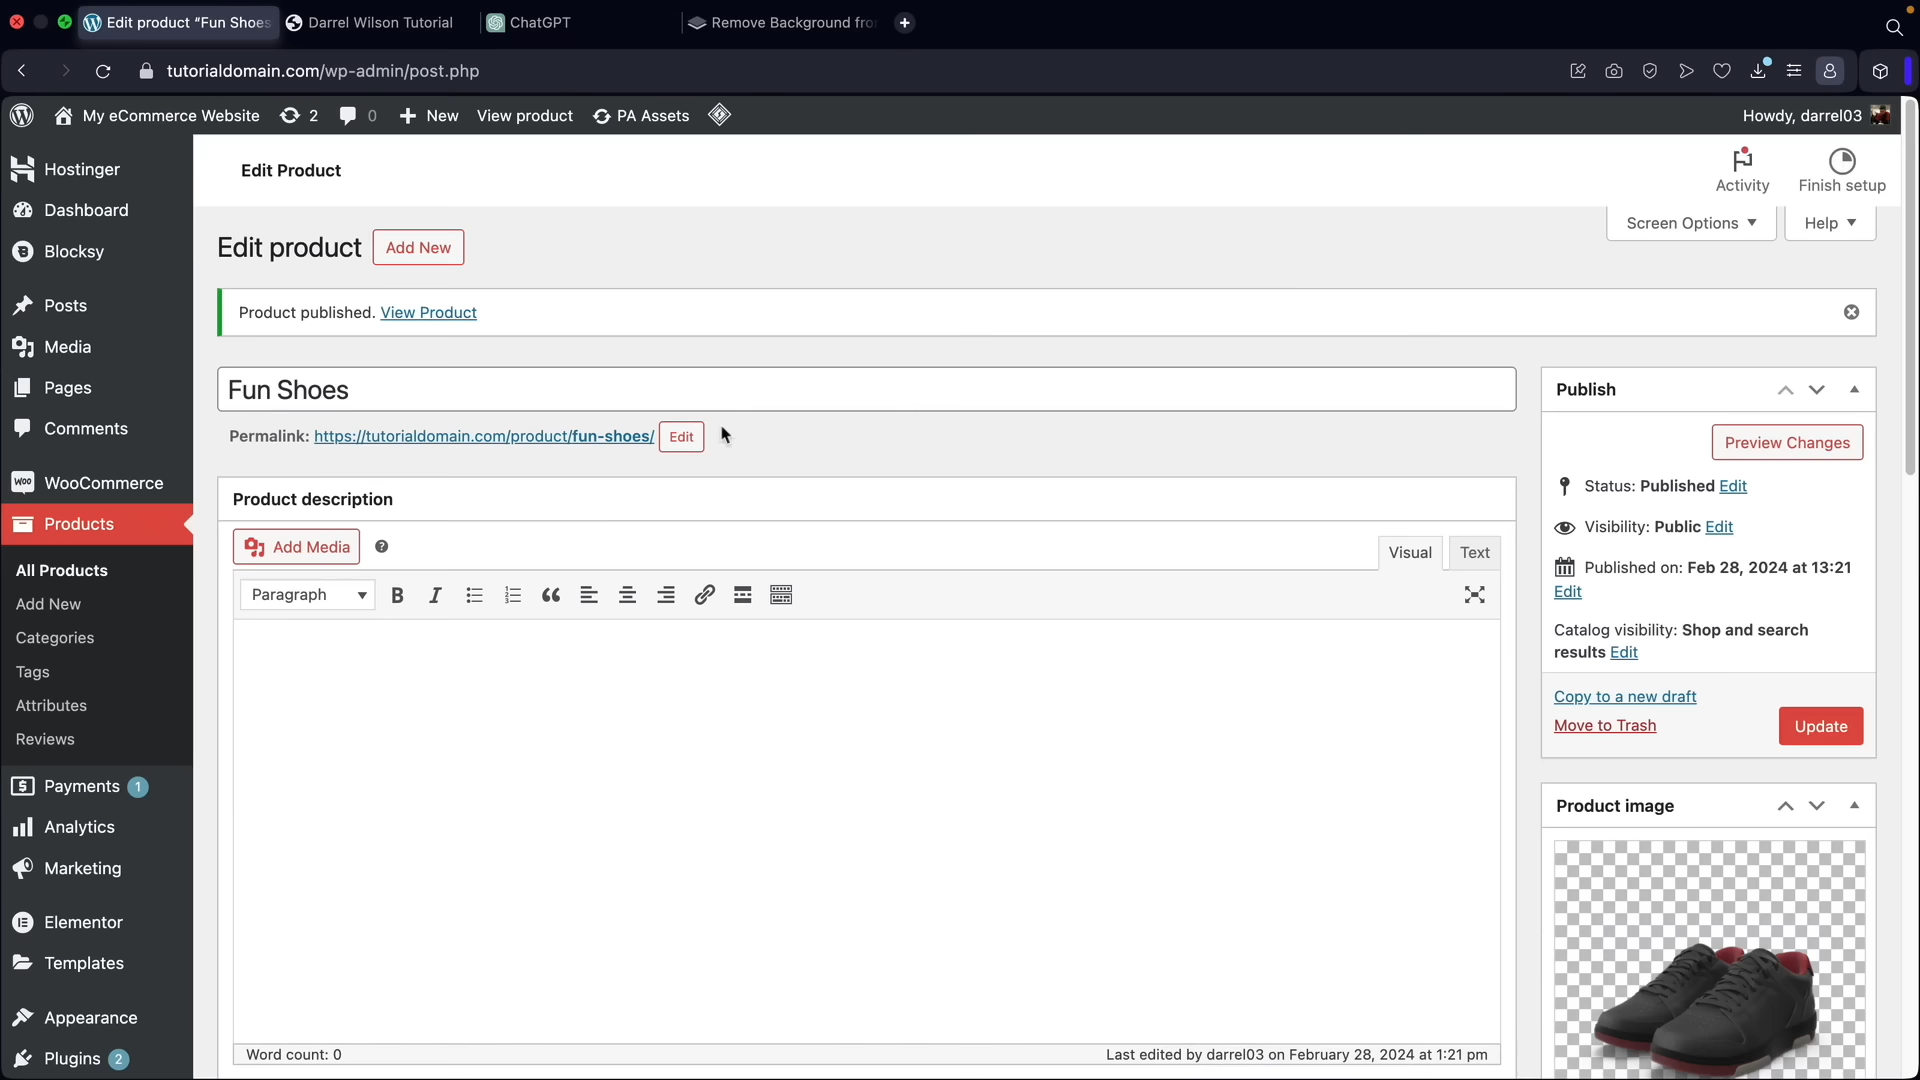 Edit product “Fun Shoes
Darrel Wilson Tutorial
ChatGPT
Remove Background fro
tutorialdomain.com/wp-admin/post.php
My eCommerce Website
2
0
New
View product
PA Assets
Howdy, darrel03
Hostinger
Dashboard
Blocksy
Posts
Media
Pages
Comments
WooCommerce
Products
All Products
Add New
Categories
Tags
Attributes
Reviews
Payments 1
Analytics
Marketing
Elementor
Templates
Appearance
Plugins 2
Edit Product
Activity
Finish setup
Screen Options
Help
Edit product
Add New
Product published. View Product
Fun Shoes
Permalink: https://tutorialdomain.com/product/fun-shoes/ Edit
Product description
Add Media
Visual
Text
Paragraph
Word count: 0
Last edited by darrel03 on February 28, 2024 at 1:21 pm
Publish
Preview Changes
Status: Published Edit
Visibility: Public Edit
Published on: Feb 28, 2024 at 13:21
Edit
Catalog visibility: Shop and search
results Edit
Copy to a new draft
Move to Trash
Update
Product image